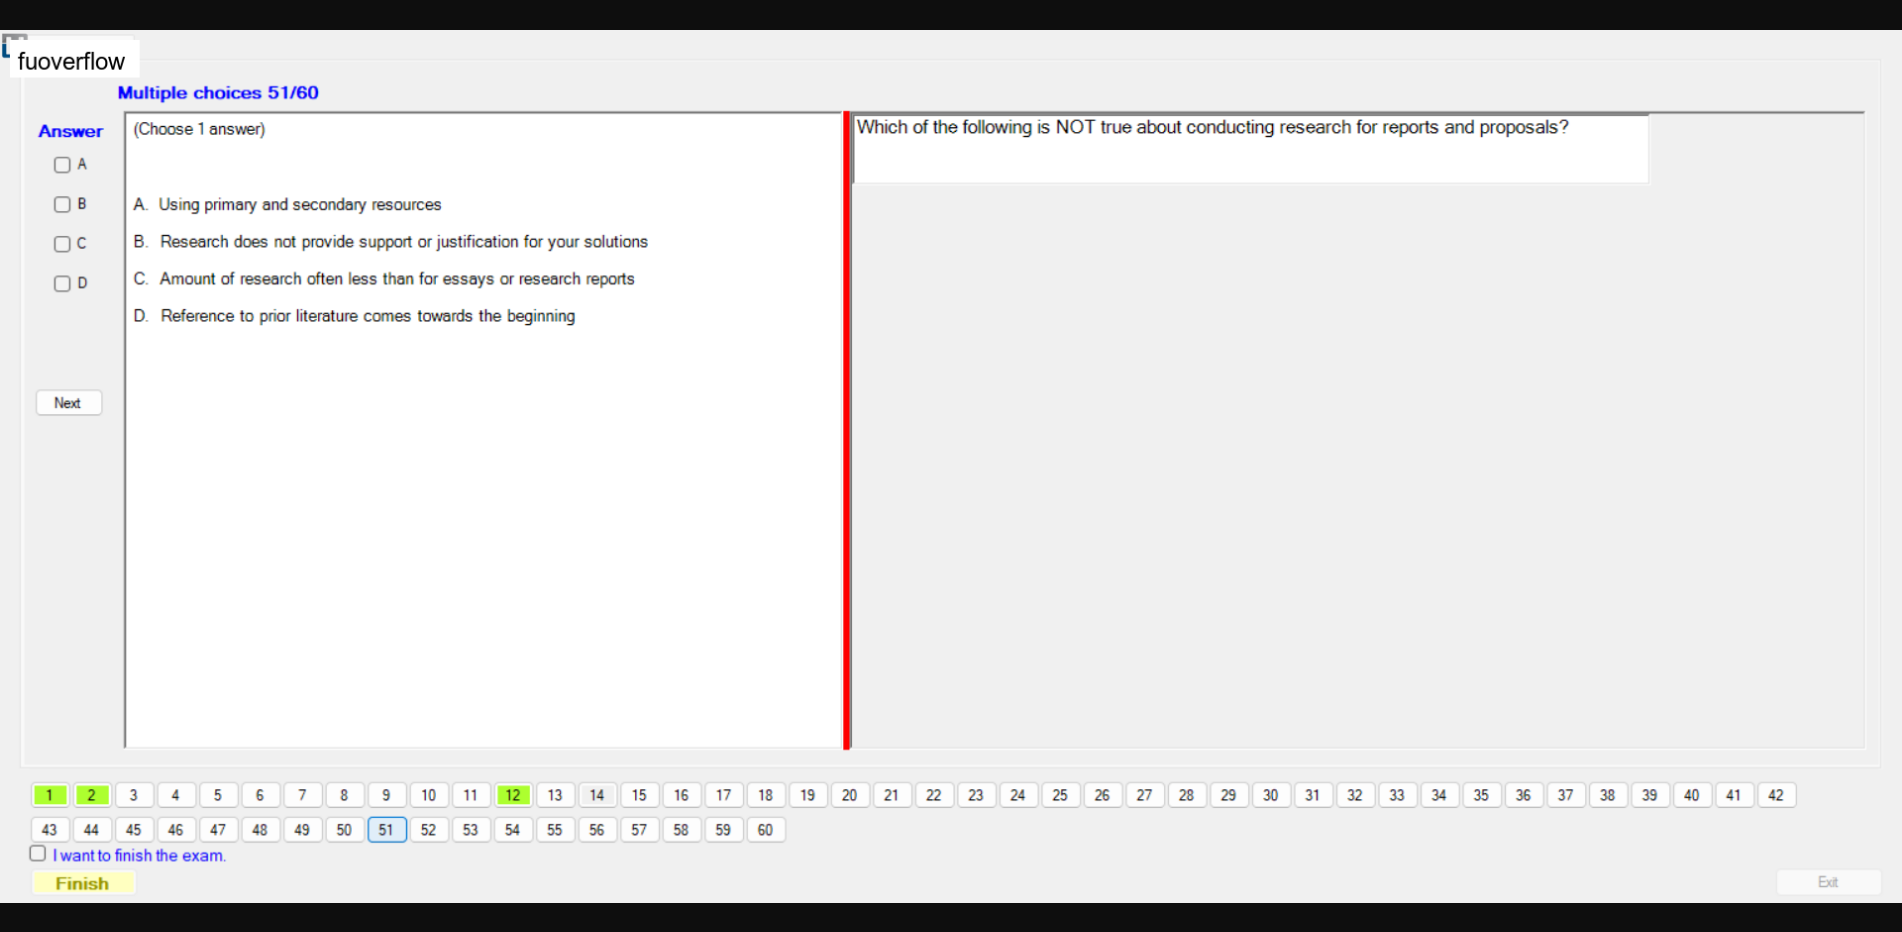 fuoverflow
Multiple choices 51/60
Answer
A
B
C
D
Next
(Choose 1 answer)
A. Using primary and secondary resources
B. Research does not provide support or justification for your solutions
C. Amount of research often less than for essays or research reports
D. Reference to prior literature comes towards the beginning
Which of the following is NOT true about conducting research for reports and proposals?
1 2 3 4 5 6 7 8 9 10 11 12 13 14 15 16 17 18 19 20 21 22 23 24 25 26 27 28 29 30 31 32 33 34 35 36 37 38 39 40 41 42
43 44 45 46 47 48 49 50 51 52 53 54 55 56 57 58 59 60
I want to finish the exam.
Finish
Exit